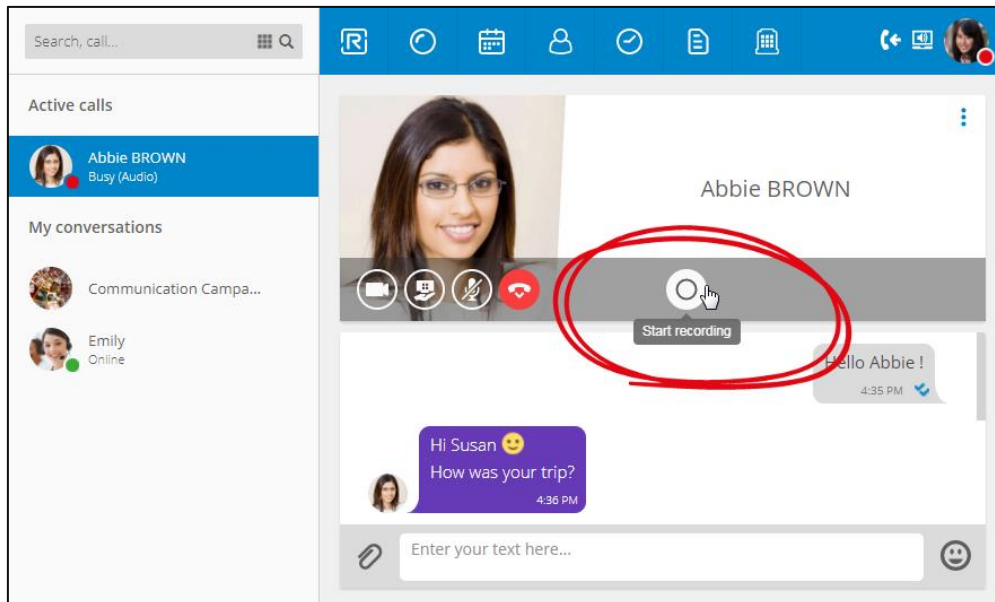 Search, call...
Active calls
Abbie BROWN
Busy (Audio)
My conversations
Communication Campa...
Emily
Online
Abbie BROWN
Start recording
Hello Abbie !
4:35 PM
Hi Susan 🙂
How was your trip?
4:36 PM
Enter your text here...